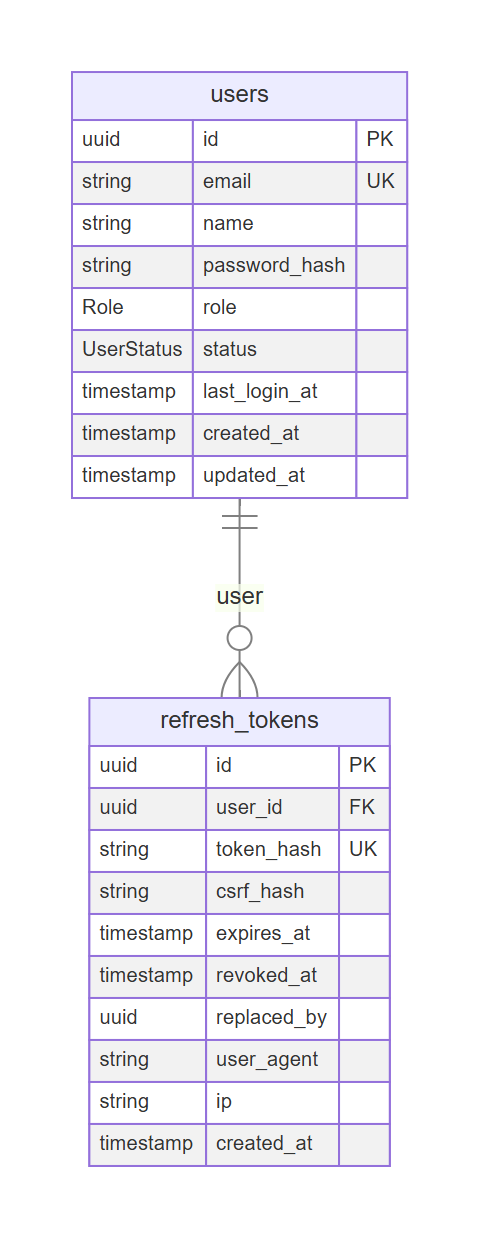 users
uuid id PK
string email UK
string name
string password_hash
Role role
UserStatus status
timestamp last_login_at
timestamp created_at
timestamp updated_at
user
refresh_tokens
uuid id PK
uuid user_id FK
string token_hash UK
string csrf_hash
timestamp expires_at
timestamp revoked_at
uuid replaced_by
string user_agent
string ip
timestamp created_at